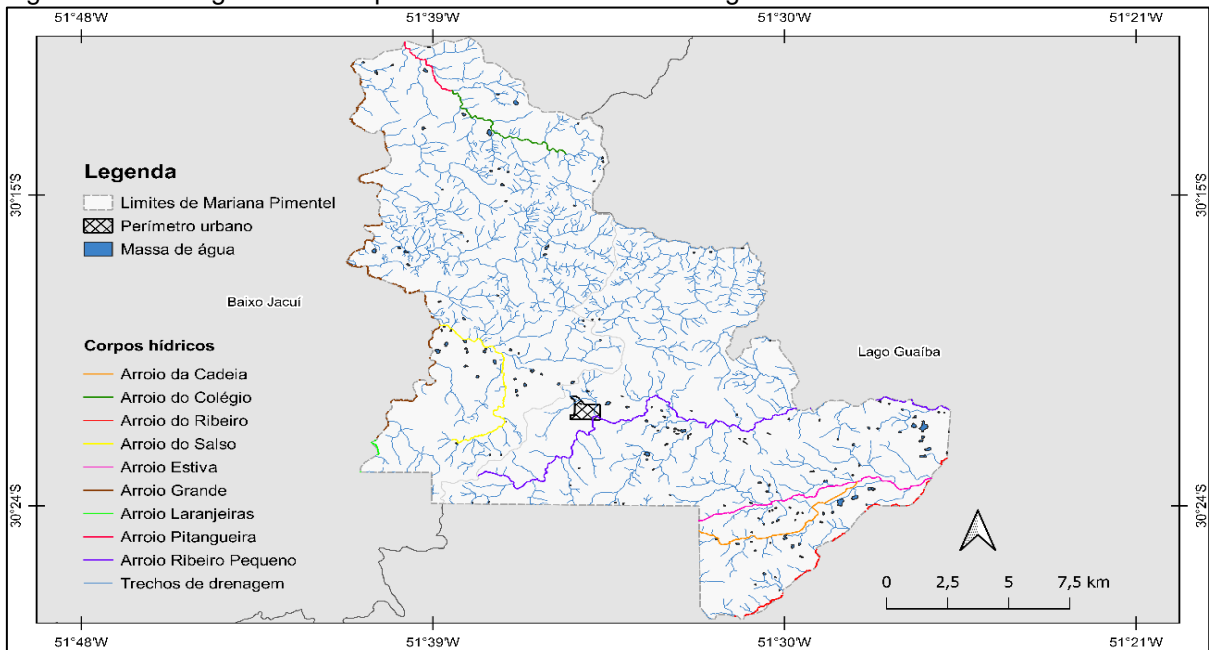 51°48'W 51°39'W 51°30'W 51°21'W
30°15'S 30°15'S
Legenda
Limites de Mariana Pimentel
Perímetro urbano
Massa de água
Baixo Jacuí
Lago Guaíba
Corpos hídricos
Arroio da Cadeia
Arroio do Colégio
Arroio do Ribeiro
Arroio do Salso
Arroio Estiva
Arroio Grande
Arroio Laranjeiras
Arroio Pitangueira
Arroio Ribeiro Pequeno
Trechos de drenagem
30°24'S 30°24'S
0 2,5 5 7,5 km
51°48'W 51°39'W 51°30'W 51°21'W